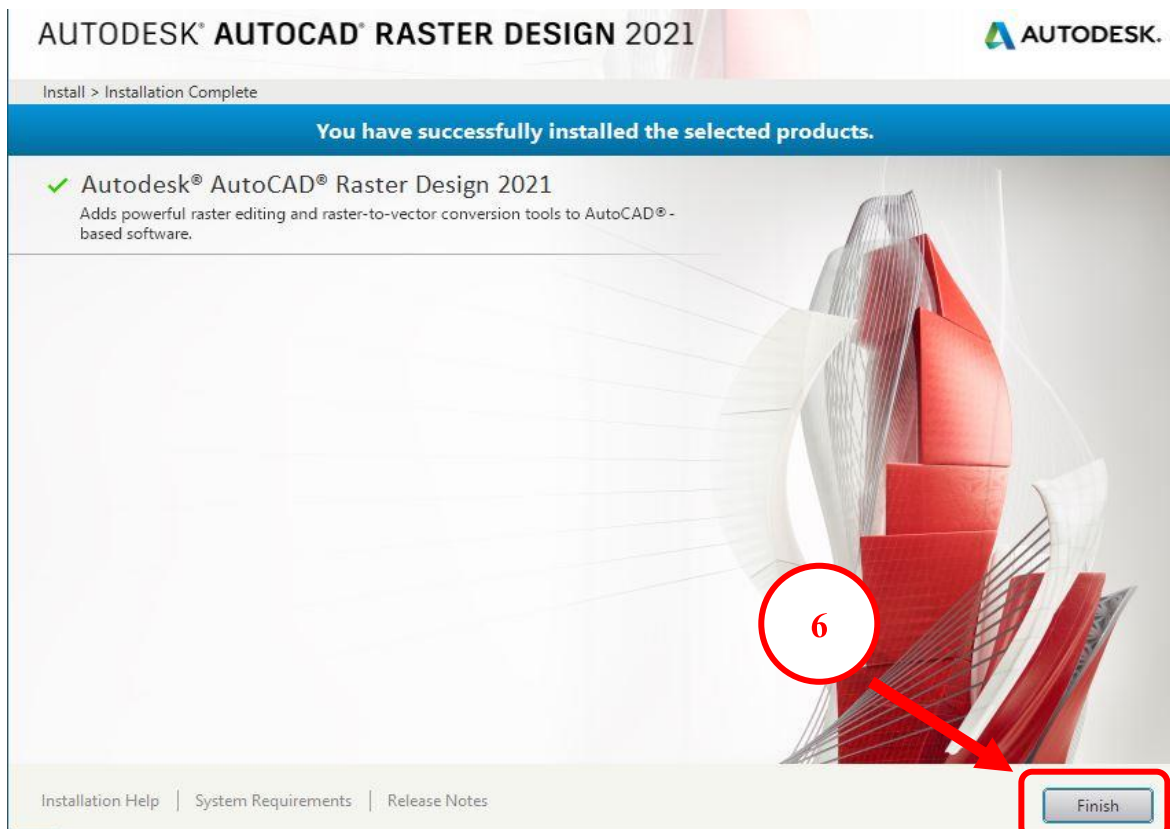 AUTODESK® AUTOCAD® RASTER DESIGN 2021
AUTODESK.
Install > Installation Complete
You have successfully installed the selected products.
Autodesk® AutoCAD® Raster Design 2021
Adds powerful raster editing and raster-to-vector conversion tools to AutoCAD®-
based software.
6
Installation Help | System Requirements | Release Notes
Finish